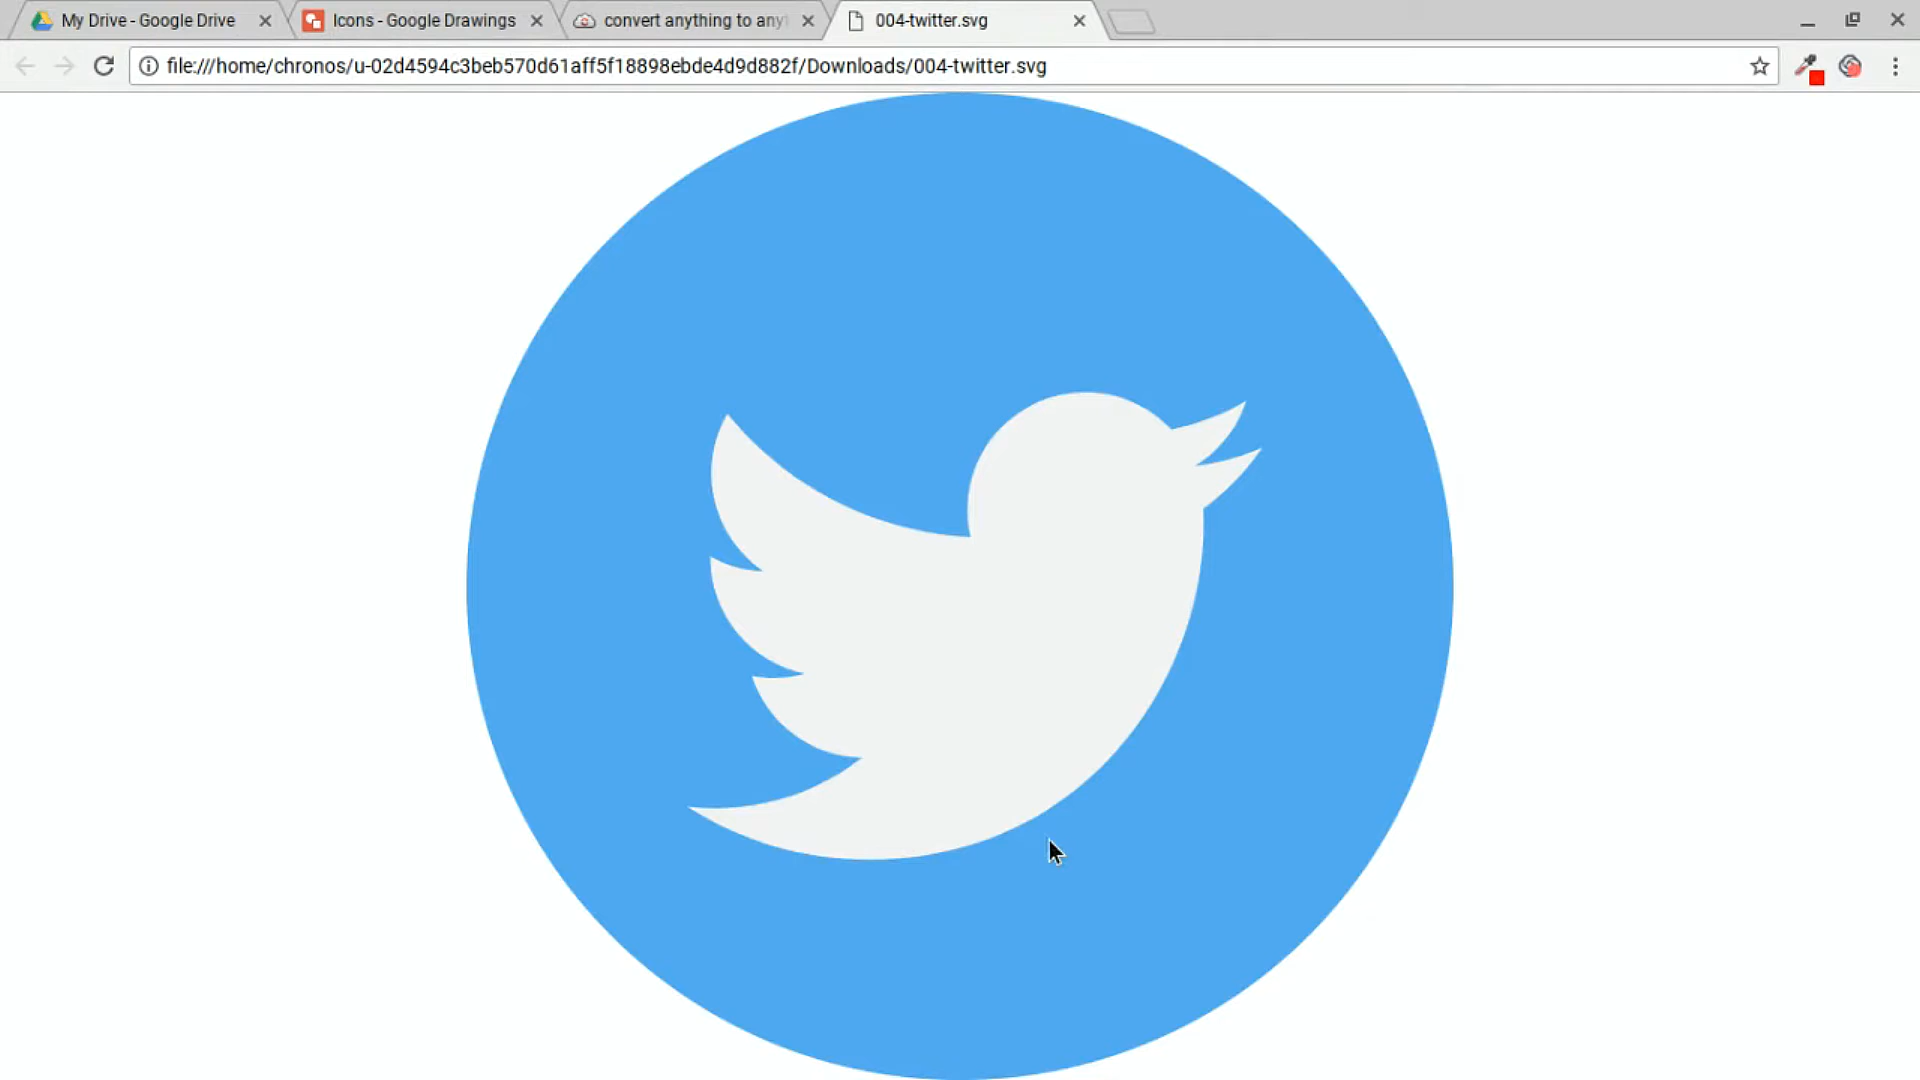 My Drive - Google Drive
Icons - Google Drawings
convert anything to any
004-twitter.svg
file:///home/chronos/u-02d4594c3beb570d61aff5f18898ebde4d9d882f/Downloads/004-twitter.svg